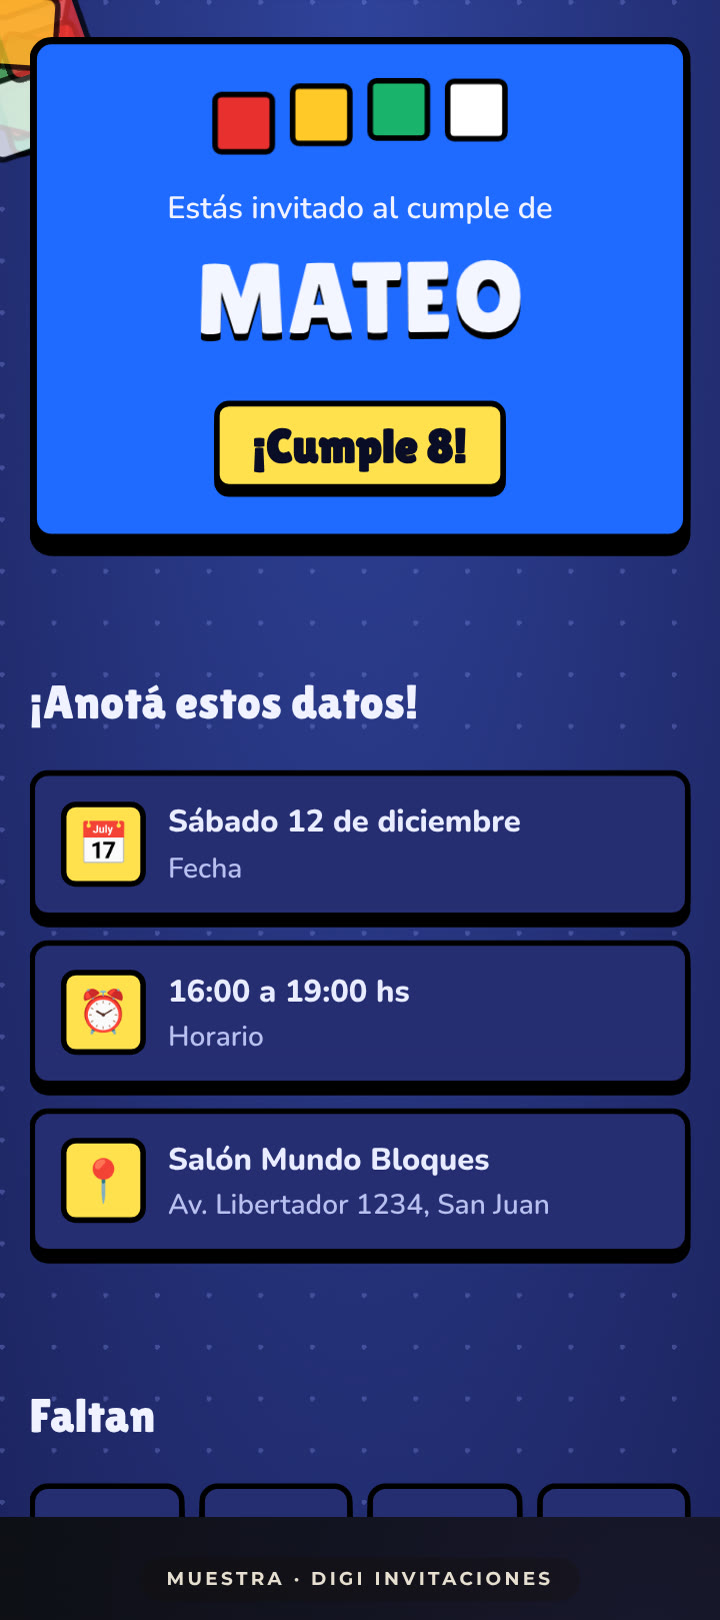 Estás invitado al cumple de
MATEO
¡Cumple 8!
¡Anotá estos datos!
July
17
Sábado 12 de diciembre
Fecha
16:00 a 19:00 hs
Horario
Salón Mundo Bloques
Av. Libertador 1234, San Juan
Faltan
MUESTRA · DIGI INVITACIONES